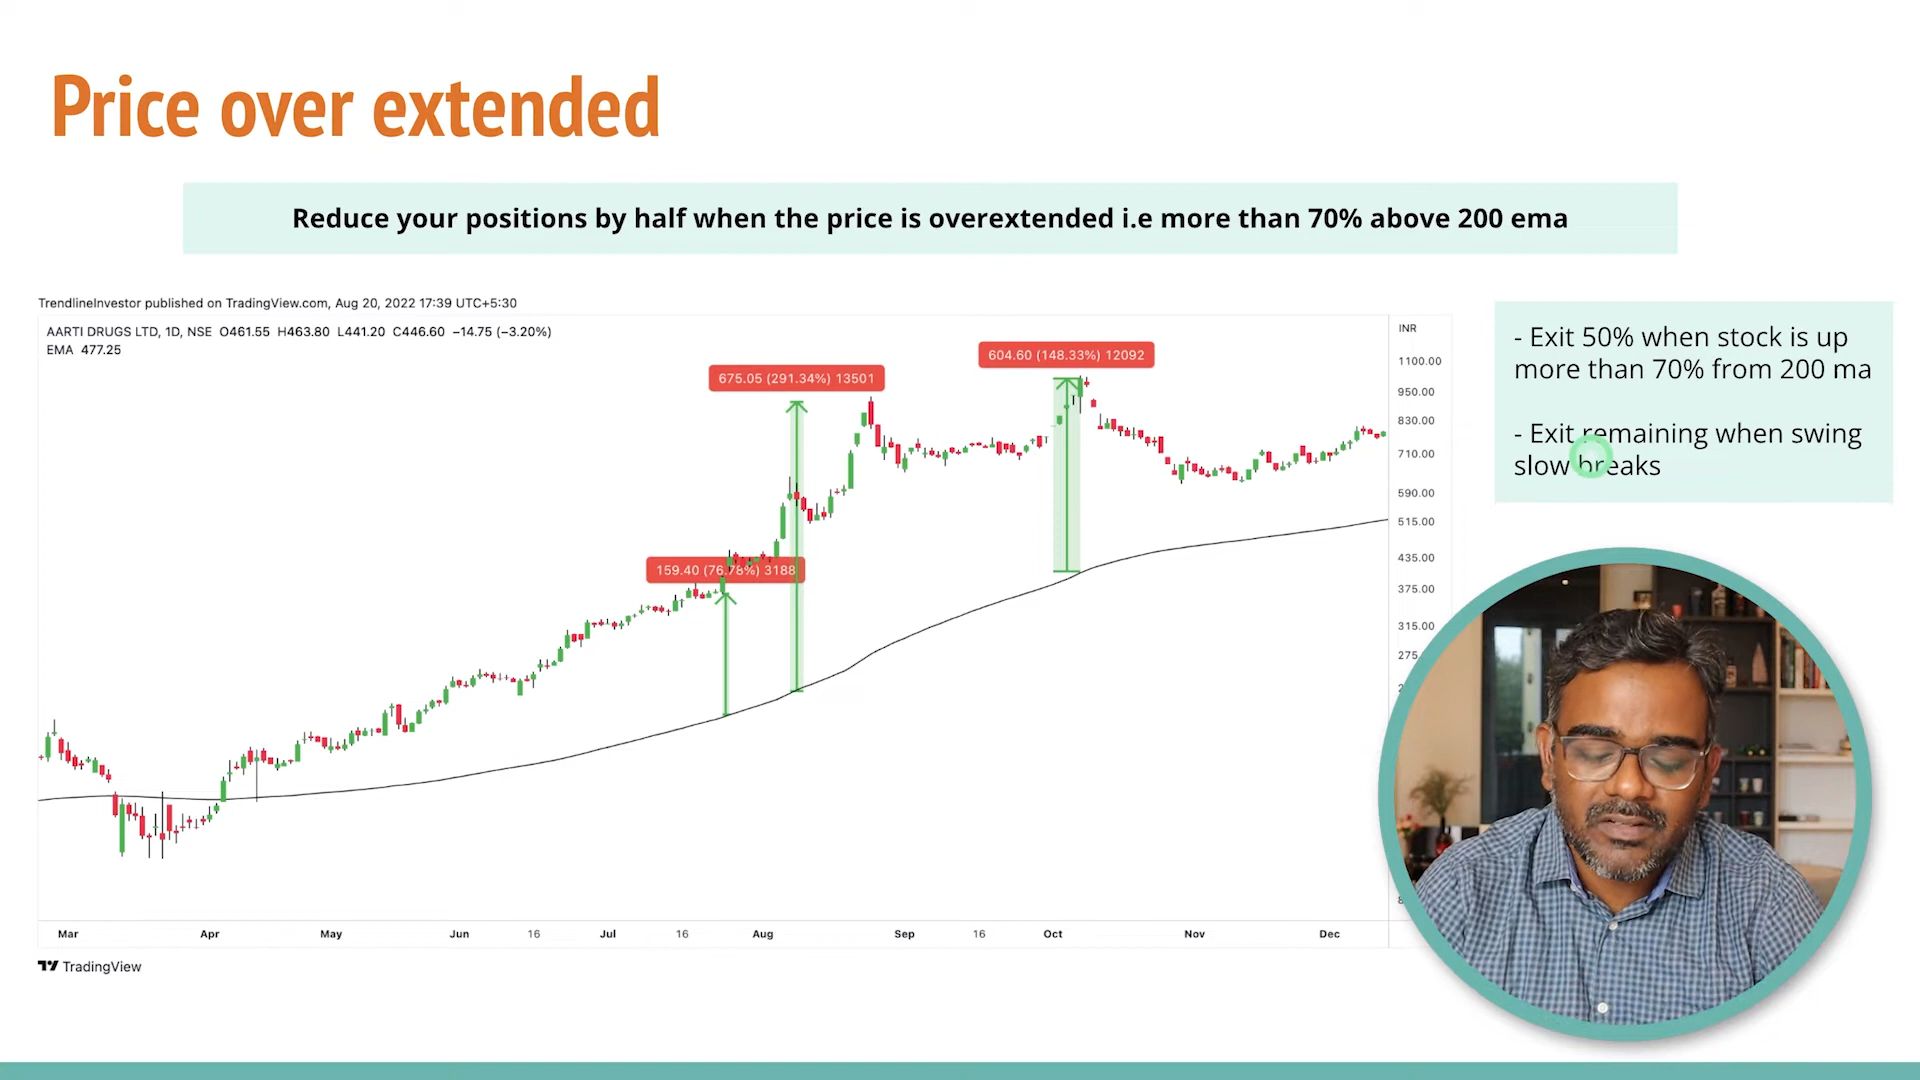 Price over extended
Reduce your positions by half when the price is overextended i.e more than 70% above 200 ema
TrendlineInvestor published on TradingView.com, Aug 20, 2022 17:39 UTC+5:30
AARTI DRUGS LTD, 1D, NSE O461.55 H463.80 L441.20 C446.60 −14.75 (−3.20%)
EMA 477.25
675.05 (291.34%) 13501
604.60 (148.33%) 12092
159.40 (76.78%) 3188
INR
1100.00
950.00
830.00
710.00
590.00
515.00
435.00
375.00
315.00
275
- Exit 50% when stock is up
more than 70% from 200 ma
- Exit remaining when swing
slow breaks
Mar Apr May Jun 16 Jul 16 Aug Sep 16 Oct Nov Dec
TradingView